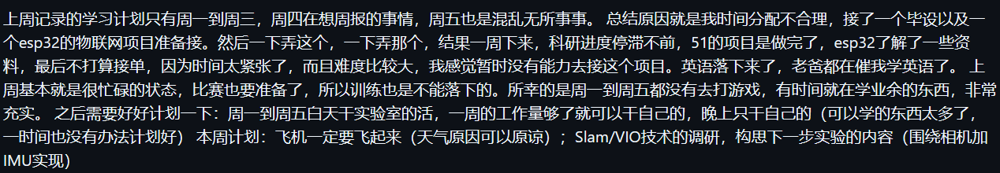 上周记录的学习计划只有周一到周三，周四在想周报的事情，周五也是混乱无所事事。 总结原因就是我时间分配不合理，接了一个毕设以及一
个esp32的物联网项目准备接。然后一下弄这个，一下弄那个，结果一周下来，科研进度停滞不前，51的项目是做完了，esp32了解了一些资
料，最后不打算接单，因为时间太紧张了，而且难度比较大，我感觉暂时没有能力去接这个项目。英语落下来了，老爸都在催我学英语了。 上
周基本就是很忙碌的状态，比赛也要准备了，所以训练也是不能落下的。所幸的是周一到周五都没有去打游戏，有时间就在学业余的东西，非常
充实。 之后需要好好计划一下：周一到周五白天干实验室的活，一周的工作量够了就可以干自己的，晚上只干自己的（可以学的东西太多了，
一时间也没有办法计划好） 本周计划：飞机一定要飞起来（天气原因可以原谅）；Slam/VIO技术的调研，构思下一步实验的内容（围绕相机加
IMU实现）